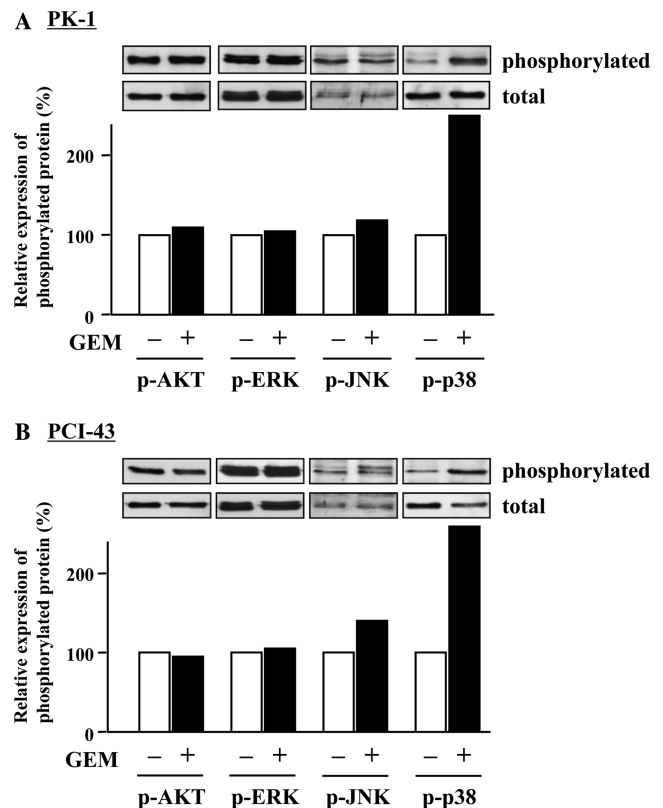 A PK-1
phosphorylated
total
Relative expression of
phosphorylated protein (%)
200
100
0
GEM – + – + – + – +
p-AKT p-ERK p-JNK p-p38
B PCI-43
phosphorylated
total
Relative expression of
phosphorylated protein (%)
200
100
0
GEM – + – + – + – +
p-AKT p-ERK p-JNK p-p38